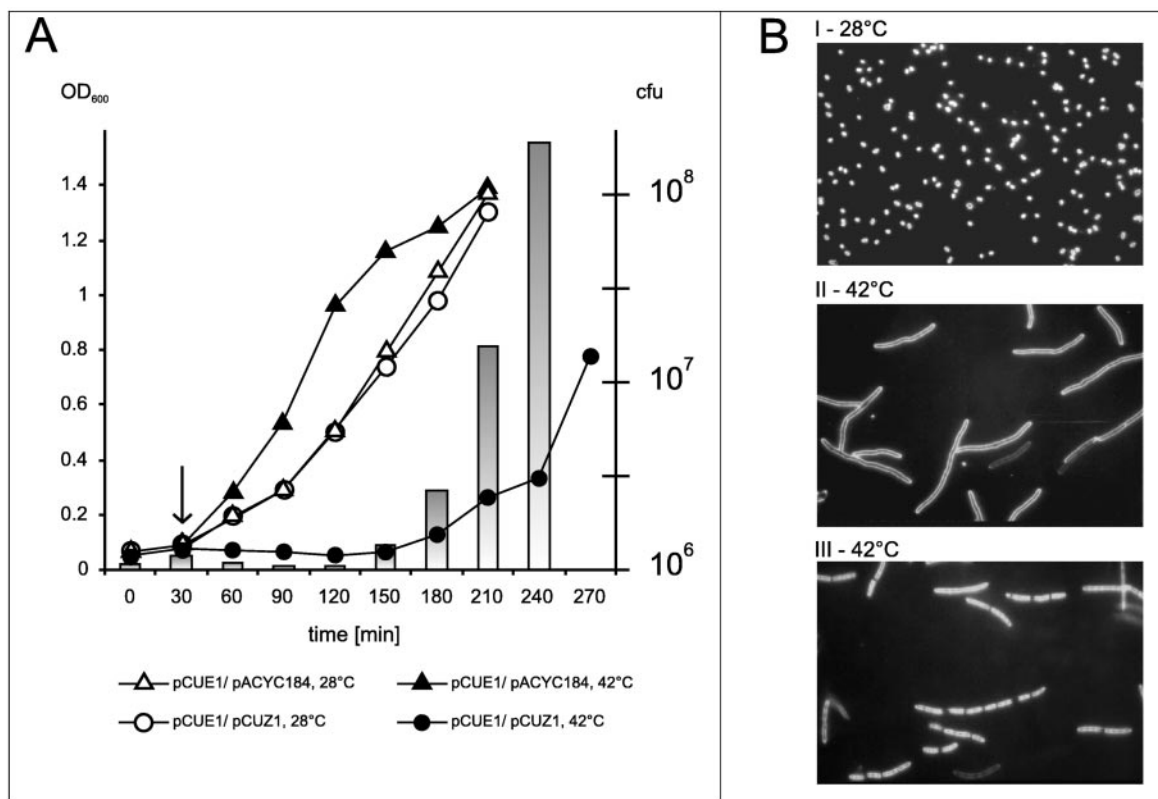 A
OD600
cfu
1.4
1.2
1
0.8
0.6
0.4
0.2
0
10^8
10^7
10^6
0 30 60 90 120 150 180 210 240 270
time [min]
pCUE1/ pACYC184, 28°C
pCUE1/ pACYC184, 42°C
pCUE1/ pCUZ1, 28°C
pCUE1/ pCUZ1, 42°C
B
I - 28°C
II - 42°C
III - 42°C